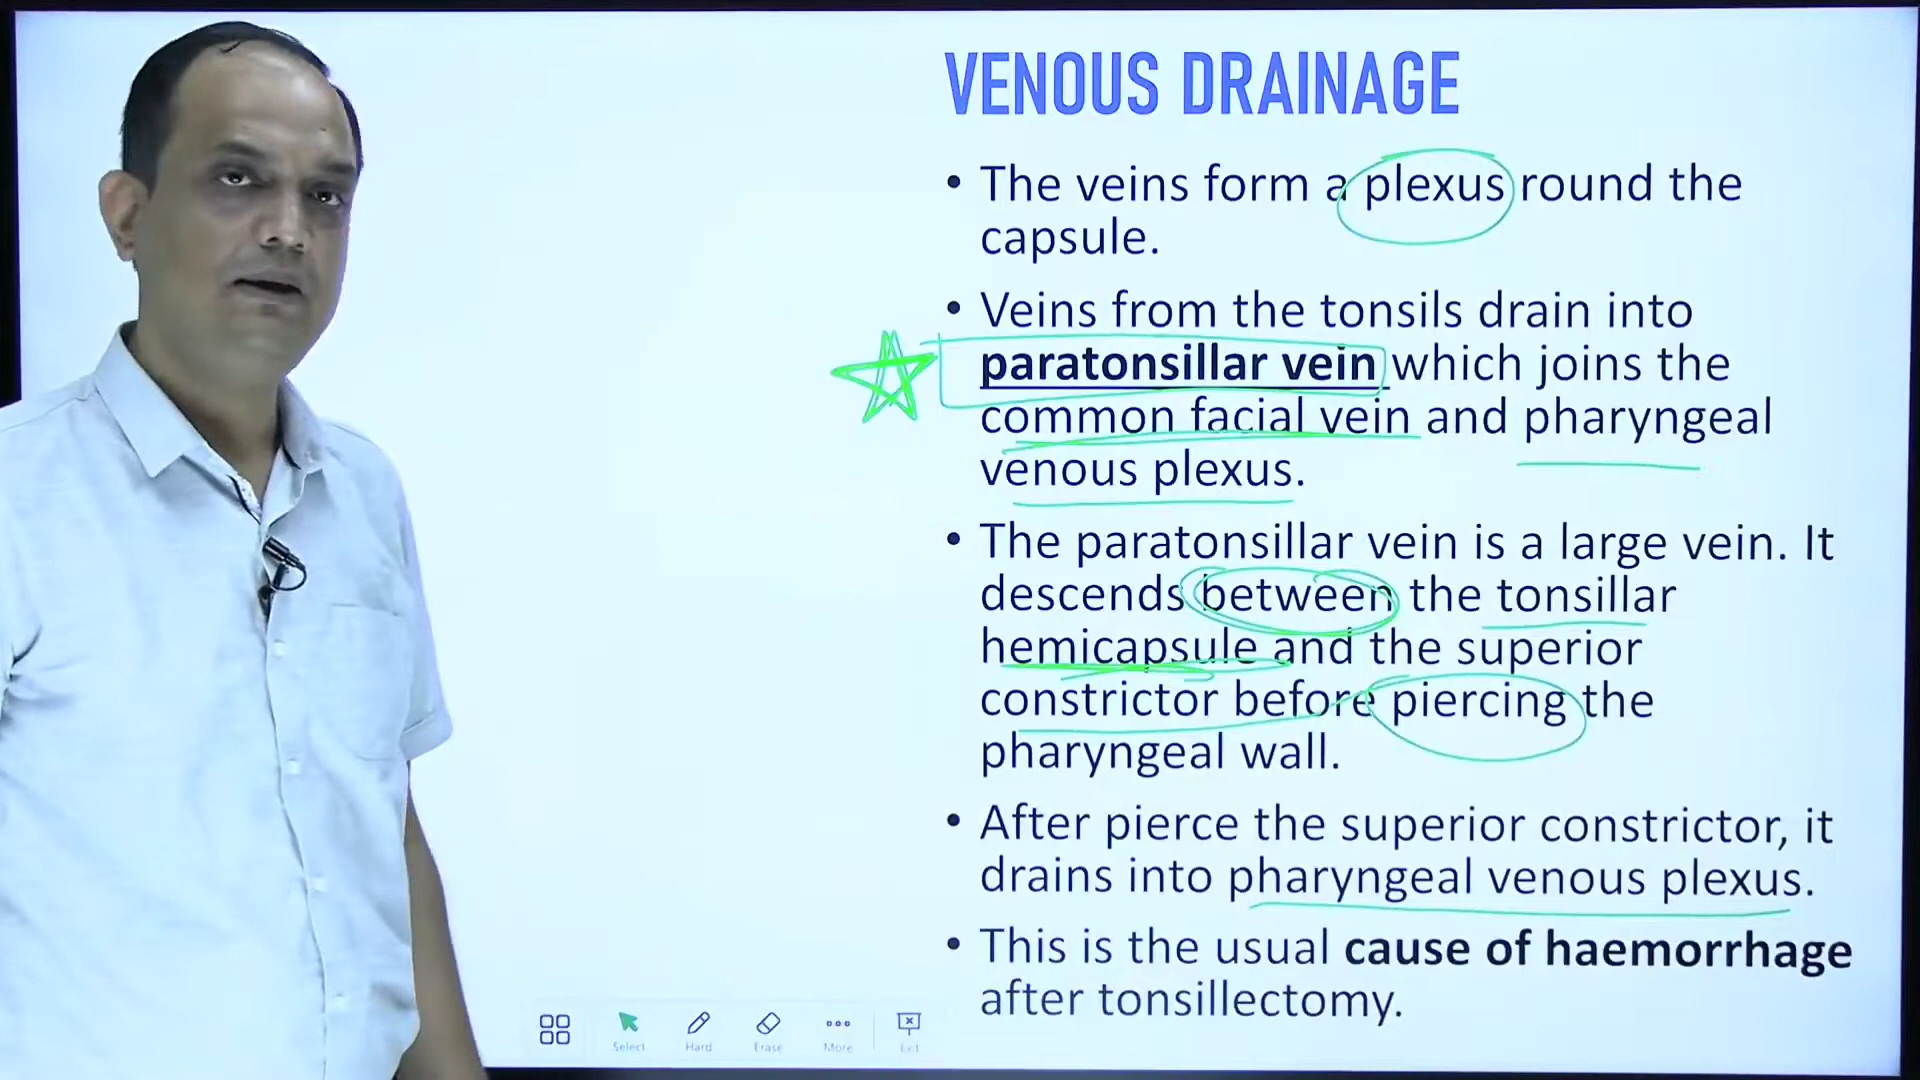 VENOUS DRAINAGE
• The veins form a plexus round the
capsule.
• Veins from the tonsils drain into
paratonsillar vein which joins the
common facial vein and pharyngeal
venous plexus.
• The paratonsillar vein is a large vein. It
descends between the tonsillar
hemicapsule and the superior
constrictor before piercing the
pharyngeal wall.
• After pierce the superior constrictor, it
drains into pharyngeal venous plexus.
• This is the usual cause of haemorrhage
after tonsillectomy.
Select Hard Erase More Exit